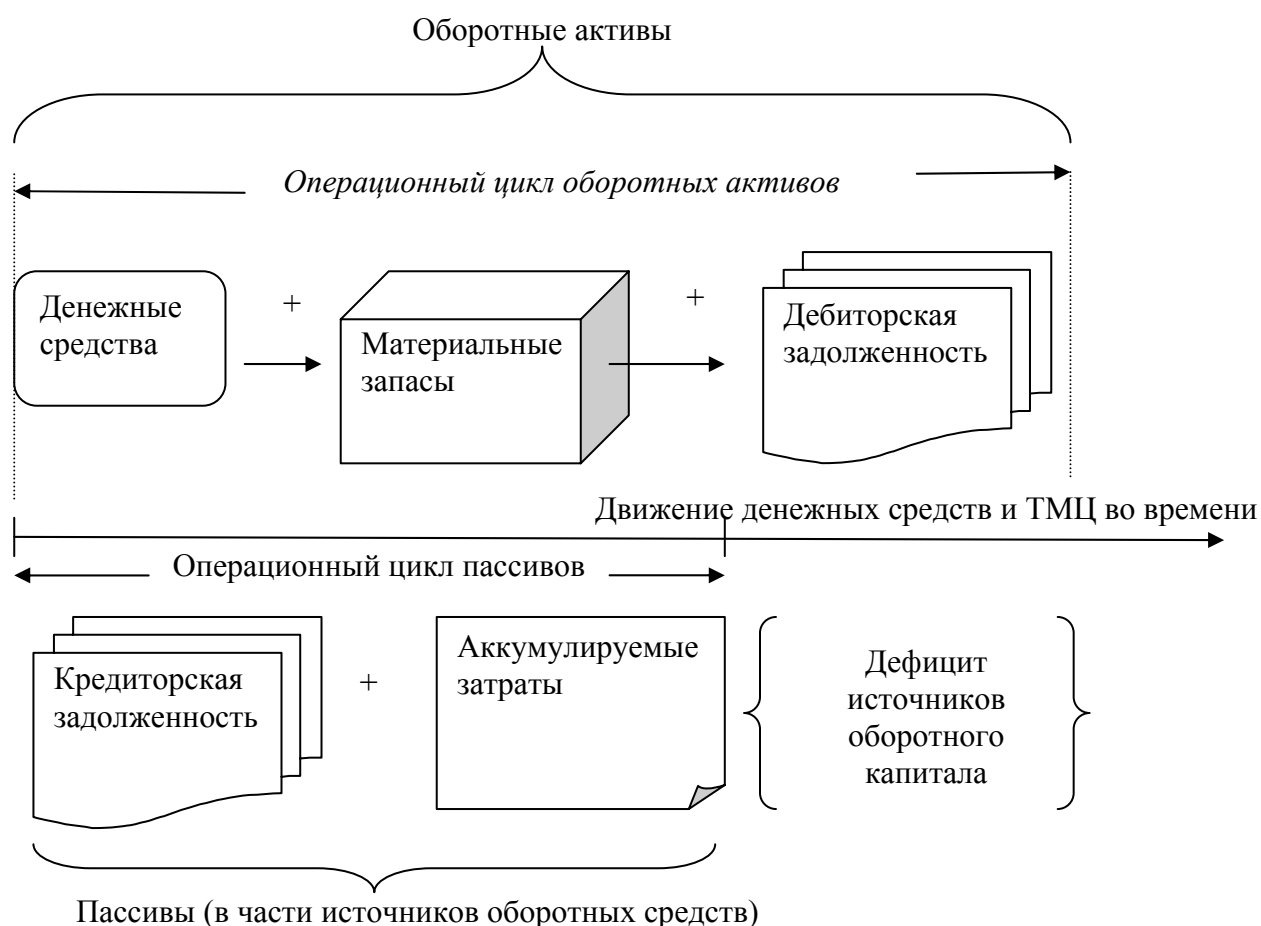 Оборотные активы
Операционный цикл оборотных активов
Денежные
средства
+
Материальные
запасы
+
Дебиторская
задолженность
Движение денежных средств и ТМЦ во времени
Операционный цикл пассивов
Кредиторская
задолженность
+
Аккумулируемые
затраты
Дефицит
источников
оборотного
капитала
Пассивы (в части источников оборотных средств)